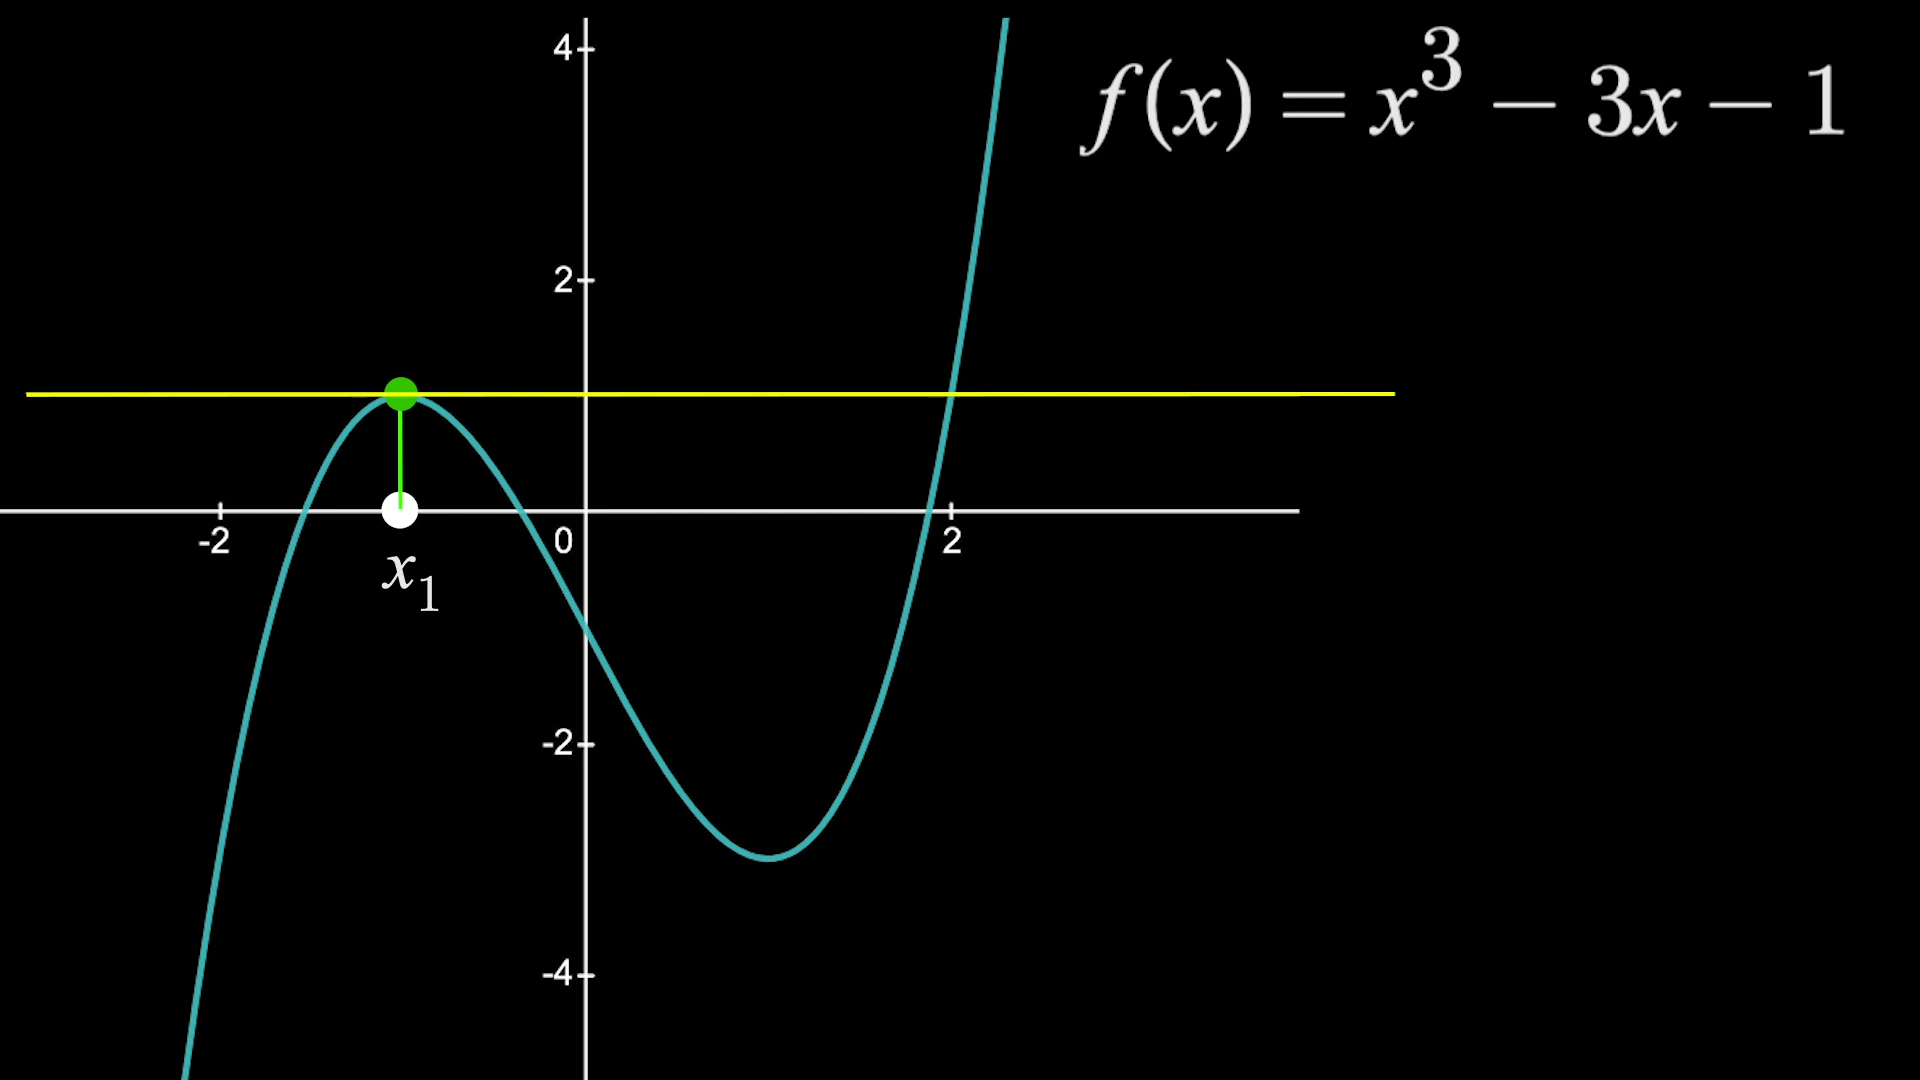 4
f(x) = x³ − 3x − 1
2
-2 0 2
x₁
-2
-4